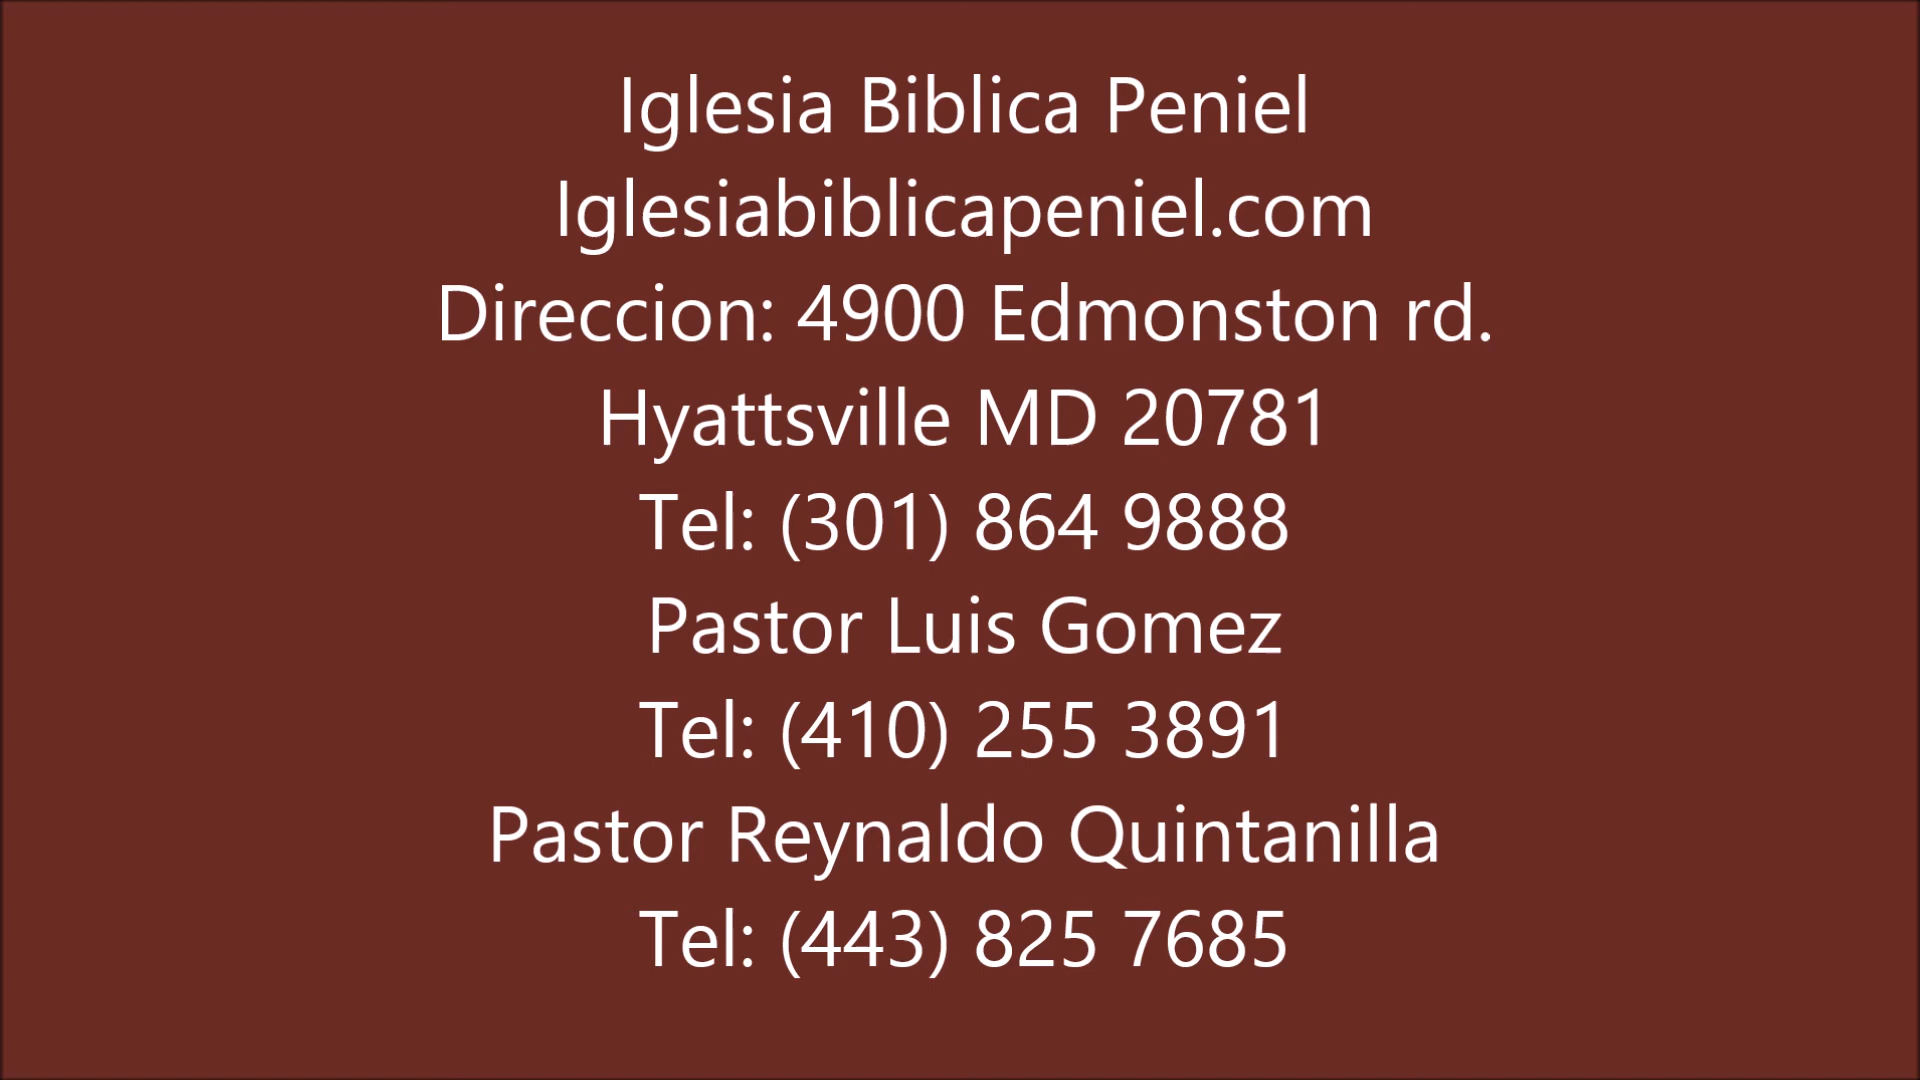 Iglesia Biblica Peniel
Iglesiabiblicapeniel.com
Direccion: 4900 Edmonston rd.
Hyattsville MD 20781
Tel: (301) 864 9888
Pastor Luis Gomez
Tel: (410) 255 3891
Pastor Reynaldo Quintanilla
Tel: (443) 825 7685